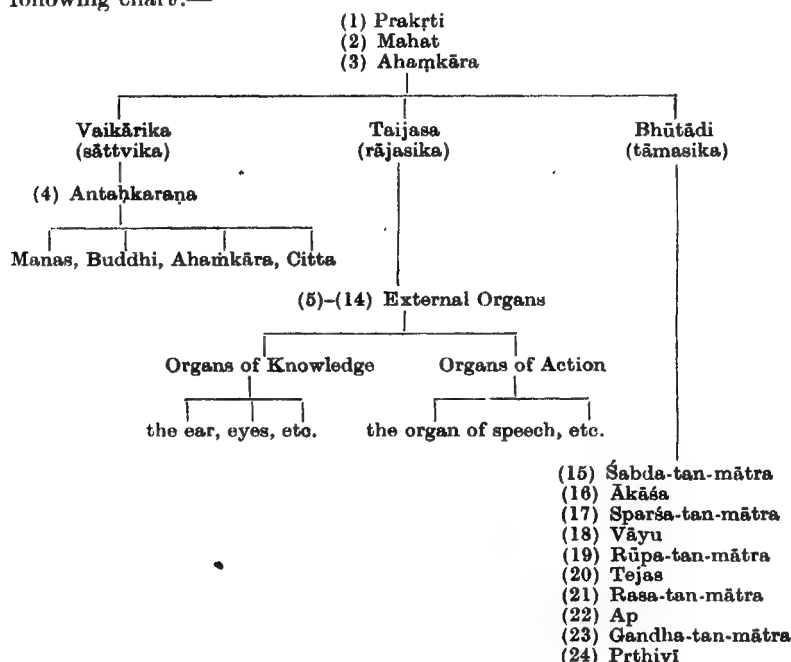 following chart:—
(1) Prakṛti
(2) Mahat
(3) Ahaṃkāra
Vaikārika Taijasa Bhūtādi
(sāttvika) (rājasika) (tāmasika)
(4) Antaḥkaraṇa
Manas, Buddhi, Ahaṁkāra, Citta
(5)–(14) External Organs
Organs of Knowledge Organs of Action
the ear, eyes, etc. the organ of speech, etc.
(15) Śabda-tan-mātra
(16) Ākāśa
(17) Sparśa-tan-mātra
(18) Vāyu
(19) Rūpa-tan-mātra
(20) Tejas
(21) Rasa-tan-mātra
(22) Ap
(23) Gandha-tan-mātra
(24) Pṛthivī